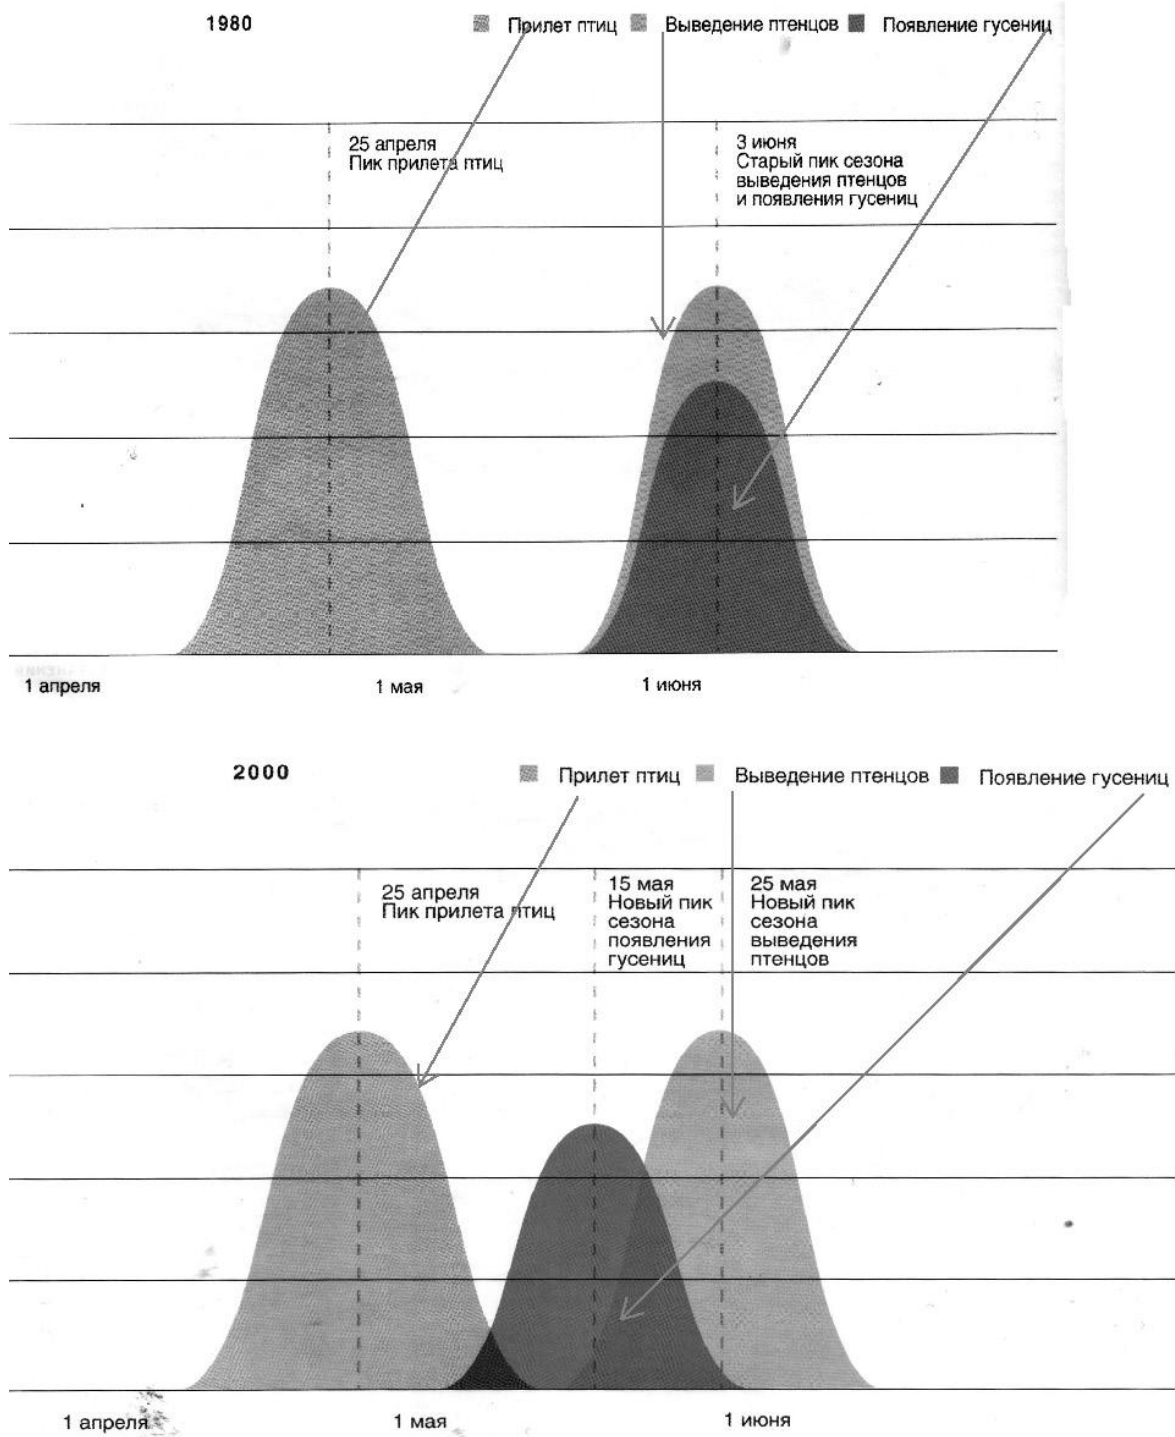 1980
Прилет птиц Выведение птенцов Появление гусениц
25 апреля
Пик прилета птиц
3 июня
Старый пик сезона
выведения птенцов
и появления гусениц
1 апреля 1 мая 1 июня
2000
Прилет птиц Выведение птенцов Появление гусениц
25 апреля
Пик прилета птиц
15 мая
Новый пик
сезона
появления
гусениц
25 мая
Новый пик
сезона
выведения
птенцов
1 апреля 1 мая 1 июня